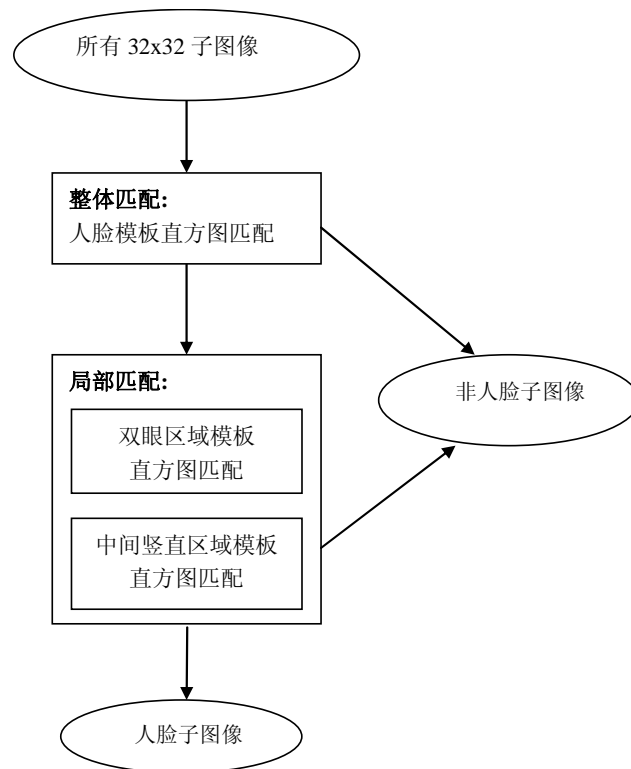 所有 32x32 子图像
整体匹配:
人脸模板直方图匹配
局部匹配:
双眼区域模板
直方图匹配
中间竖直区域模板
直方图匹配
非人脸子图像
人脸子图像